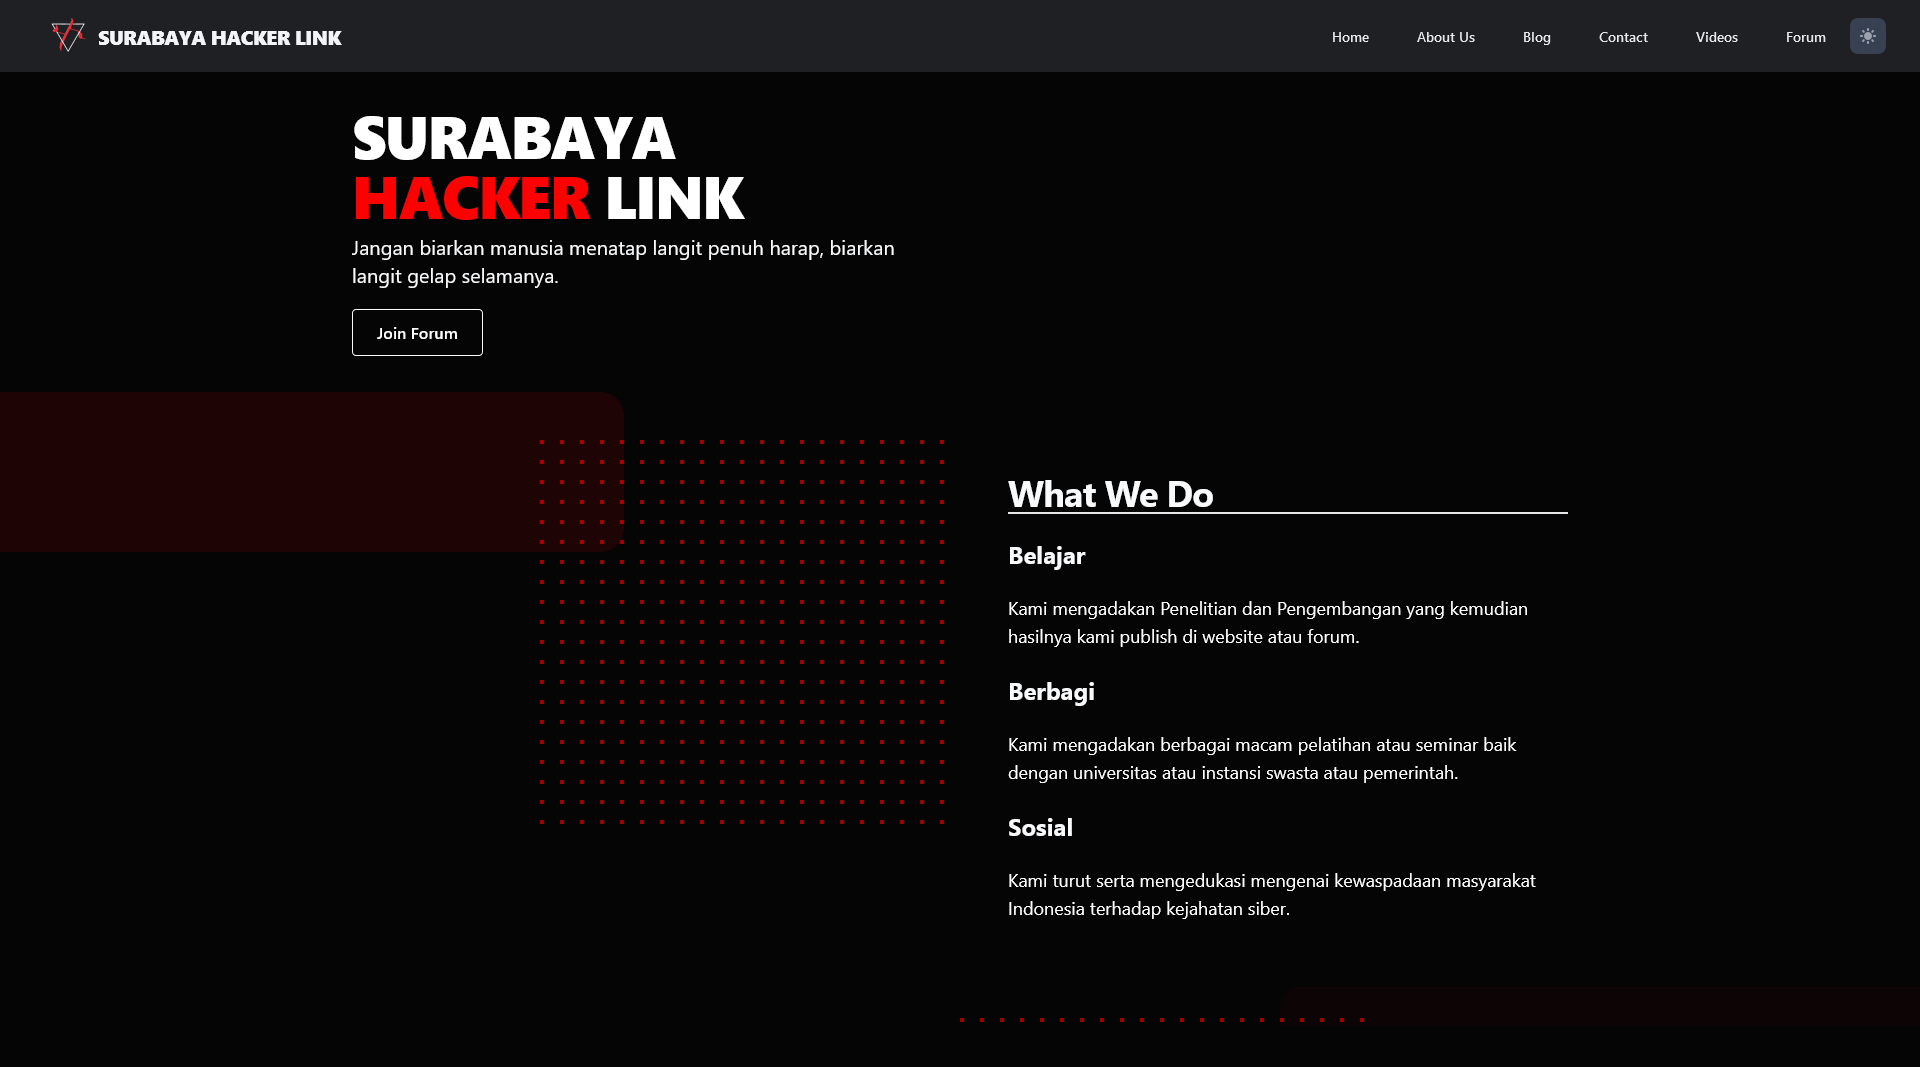 SURABAYA HACKER LINK
Home
About Us
Blog
Contact
Videos
Forum
SURABAYA
HACKER LINK
Jangan biarkan manusia menatap langit penuh harap, biarkan
langit gelap selamanya.
Join Forum
What We Do
Belajar
Kami mengadakan Penelitian dan Pengembangan yang kemudian
hasilnya kami publish di website atau forum.
Berbagi
Kami mengadakan berbagai macam pelatihan atau seminar baik
dengan universitas atau instansi swasta atau pemerintah.
Sosial
Kami turut serta mengedukasi mengenai kewaspadaan masyarakat
Indonesia terhadap kejahatan siber.